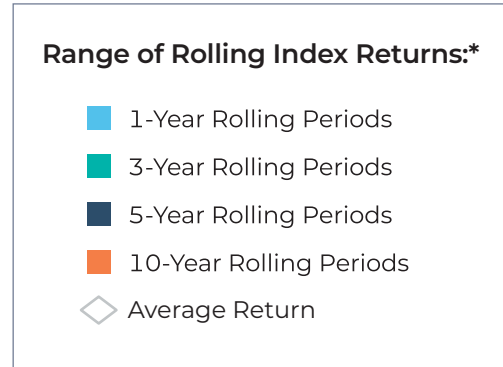 Range of Rolling Index Returns:*
1-Year Rolling Periods
3-Year Rolling Periods
5-Year Rolling Periods
10-Year Rolling Periods
Average Return